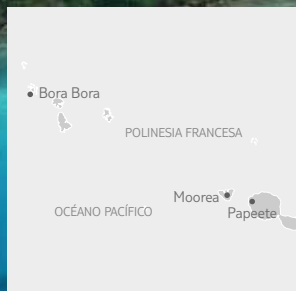 Bora Bora
POLINESIA FRANCESA
Moorea
OCÉANO PACÍFICO
Papeete